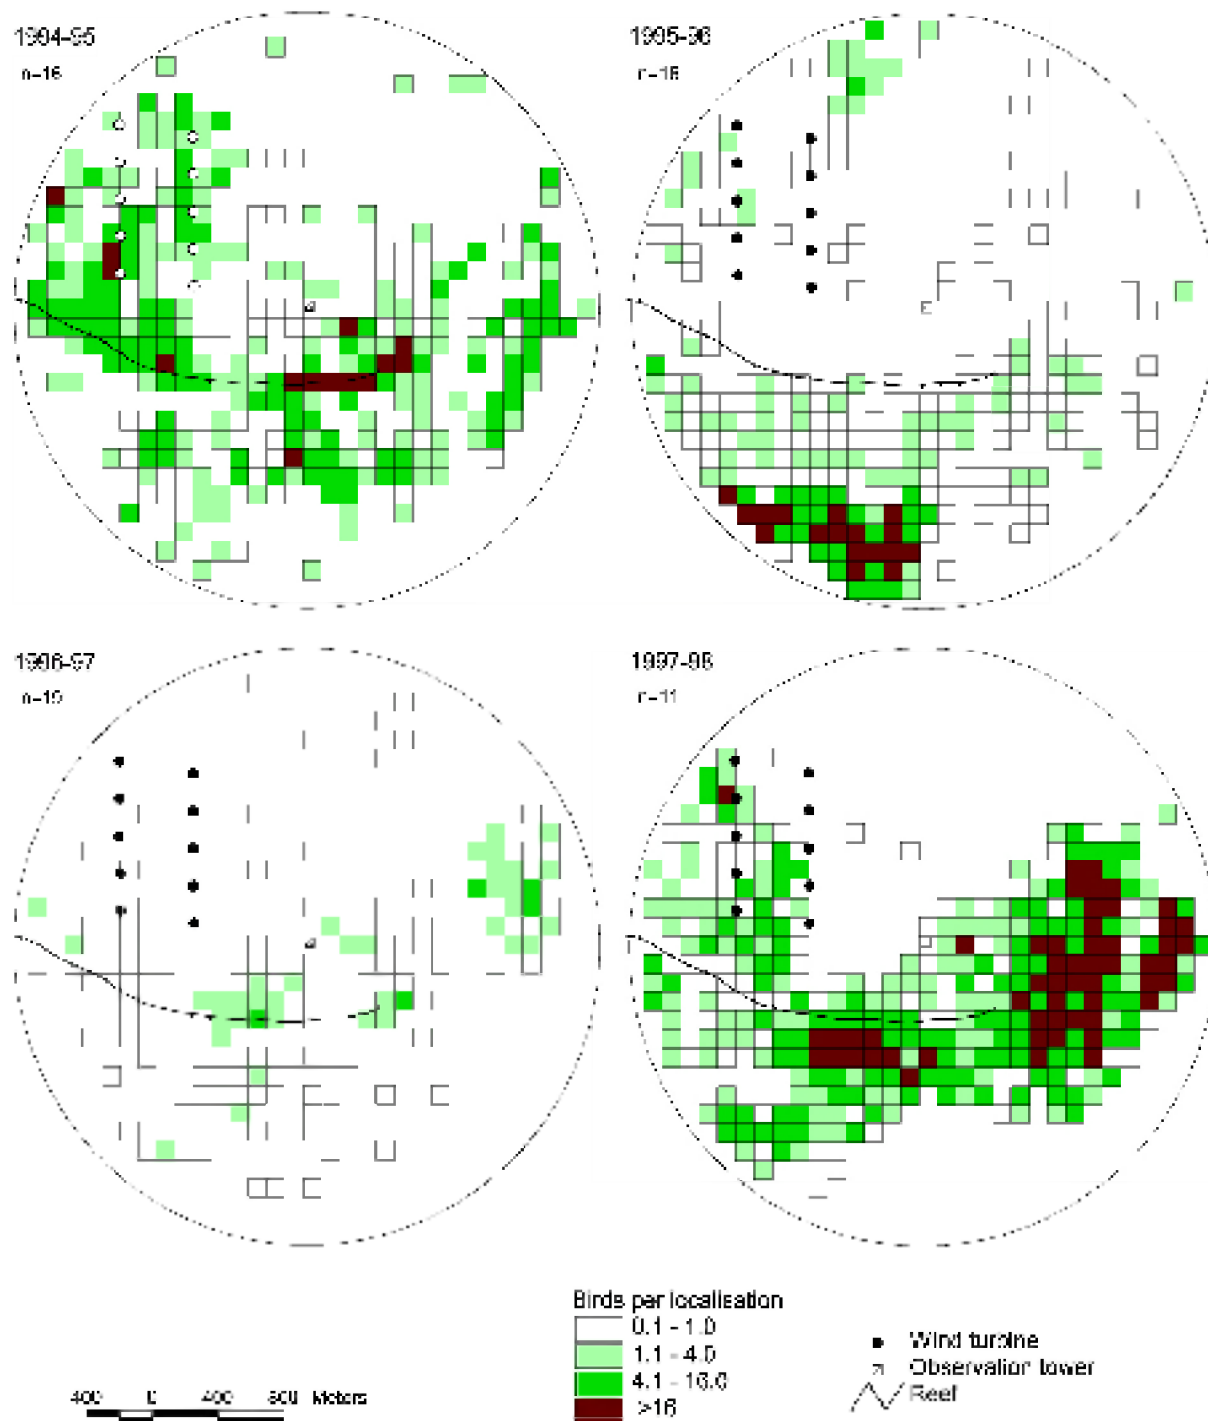 1994-95
n=16
1995-96
n=16
1996-97
n=19
1997-98
n=11
Birds per localisation
0.1 - 1.0
1.1 - 4.0
4.1 - 16.0
>16
Wind turbine
Observation tower
Reef
400 0 400 800 Meters